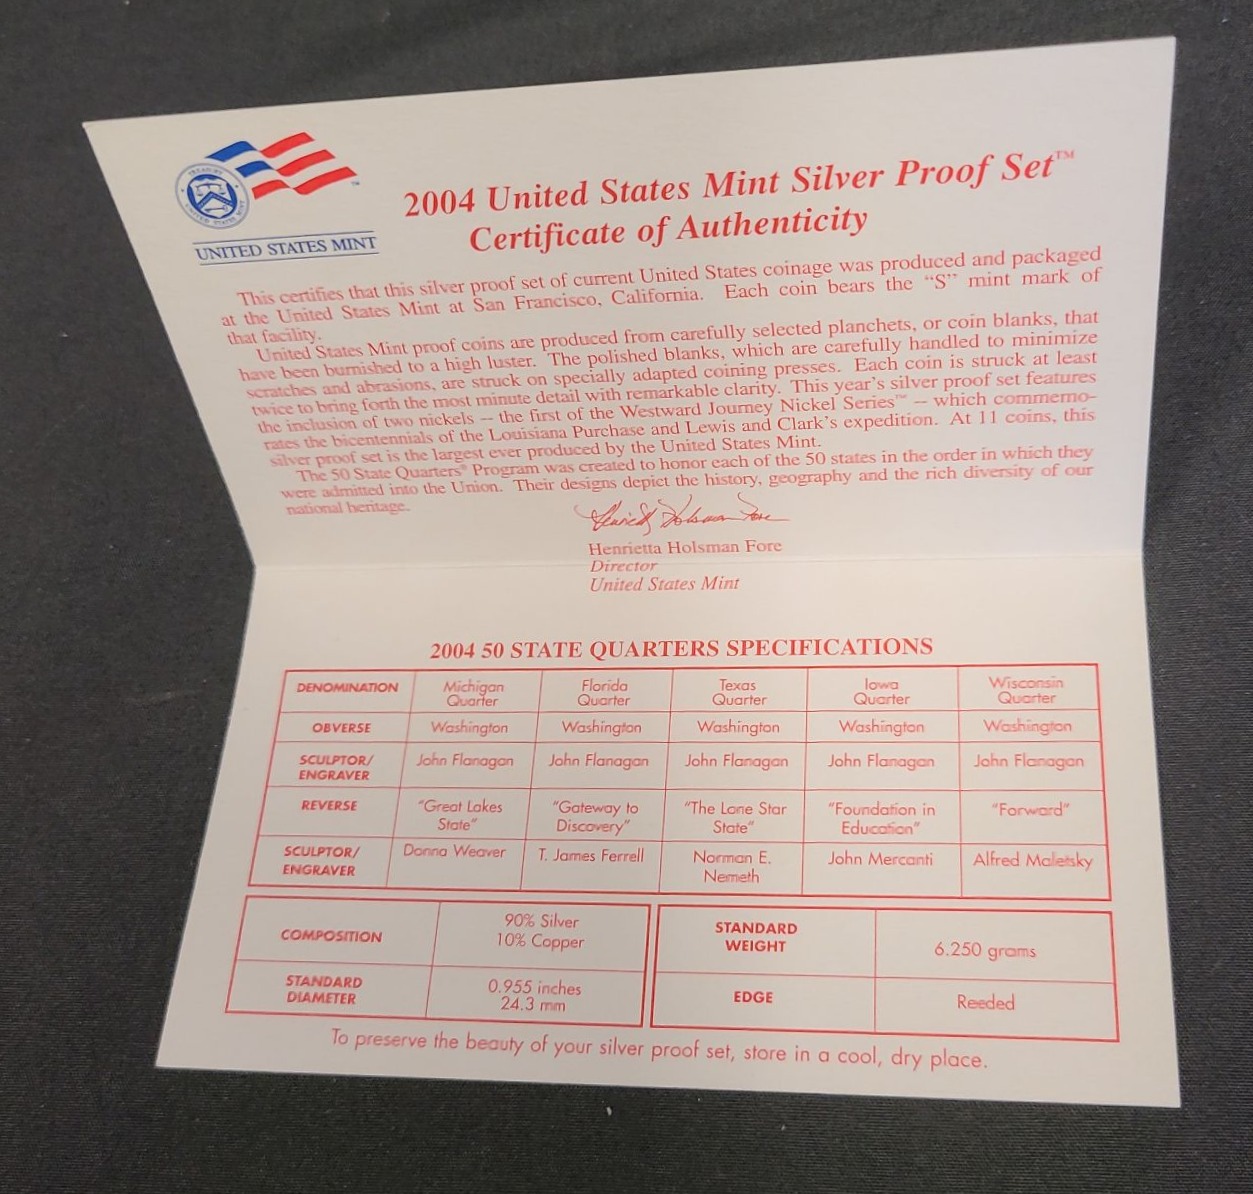 TREASURY
UNITED STATES MINT
UNITED STATES MINT
2004 United States Mint Silver Proof Set™
Certificate of Authenticity
This certifies that this silver proof set of current United States coinage was produced and packaged
at the United States Mint at San Francisco, California. Each coin bears the “S” mint mark of
that facility.
United States Mint proof coins are produced from carefully selected planchets, or coin blanks, that
have been burnished to a high luster. The polished blanks, which are carefully handled to minimize
scratches and abrasions, are struck on specially adapted coining presses. Each coin is struck at least
twice to bring forth the most minute detail with remarkable clarity. This year’s silver proof set features
the inclusion of two nickels – the first of the Westward Journey Nickel Series™ – which commemo-
rates the bicentennials of the Louisiana Purchase and Lewis and Clark’s expedition. At 11 coins, this
silver proof set is the largest ever produced by the United States Mint.
The 50 State Quarters® Program was created to honor each of the 50 states in the order in which they
were admitted into the Union. Their designs depict the history, geography and the rich diversity of our
national heritage.
Henrietta Holsman Fore
Henrietta Holsman Fore
Director
United States Mint
2004 50 STATE QUARTERS SPECIFICATIONS
DENOMINATION Michigan Quarter Florida Quarter Texas Quarter Iowa Quarter Wisconsin Quarter
OBVERSE Washington Washington Washington Washington Washington
SCULPTOR/ ENGRAVER John Flanagan John Flanagan John Flanagan John Flanagan John Flanagan
REVERSE “Great Lakes State” “Gateway to Discovery” “The Lone Star State” “Foundation in Education” “Forward”
SCULPTOR/ ENGRAVER Donna Weaver T. James Ferrell Norman E. Nemeth John Mercanti Alfred Maletsky
COMPOSITION 90% Silver 10% Copper STANDARD WEIGHT 6.250 grams
STANDARD DIAMETER 0.955 inches 24.3 mm EDGE Reeded
To preserve the beauty of your silver proof set, store in a cool, dry place.